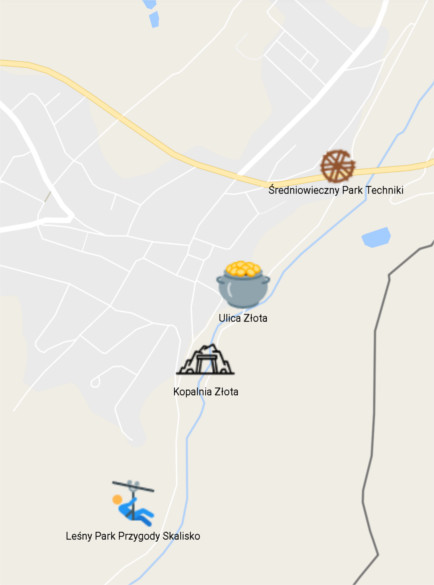 Średniowieczny Park Techniki
Ulica Złota
Kopalnia Złota
Leśny Park Przygody Skalisko